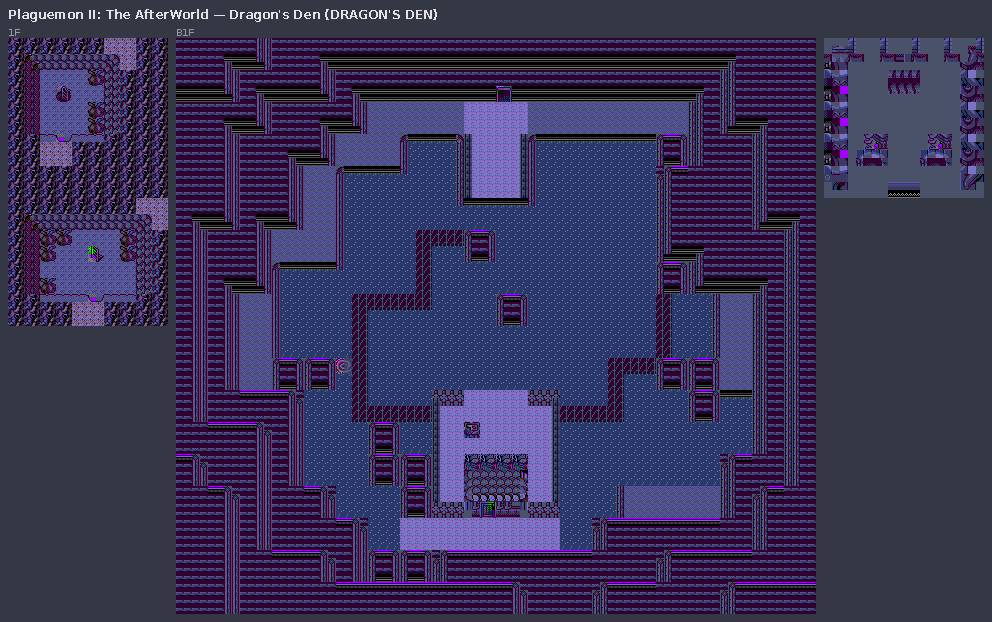 Plaguemon II: The AfterWorld — Dragon's Den {DRAGON'S DEN}
1F
B1F